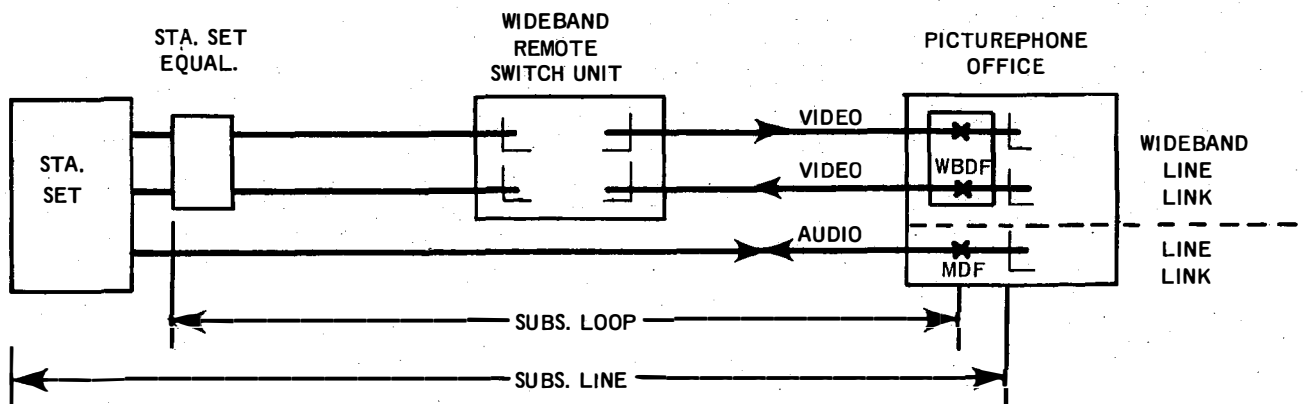 STA. SET
EQUAL.
WIDEBAND
REMOTE
SWITCH UNIT
PICTUREPHONE
OFFICE
STA.
SET
VIDEO
VIDEO
AUDIO
WBDF
MDF
WIDEBAND
LINE
LINK
LINE
LINK
SUBS. LOOP
SUBS. LINE